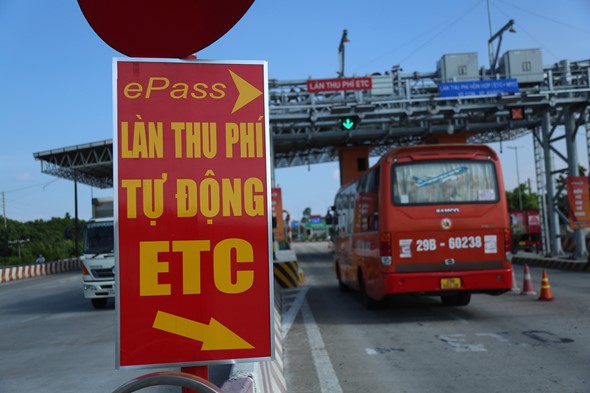 ePass
LÀN THU PHÍ
TỰ ĐỘNG
ETC
LÀN THU PHÍ ETC
LÀN THU PHÍ HỖN HỢP (ETC+MTC)
SAMCO
29B - 60238